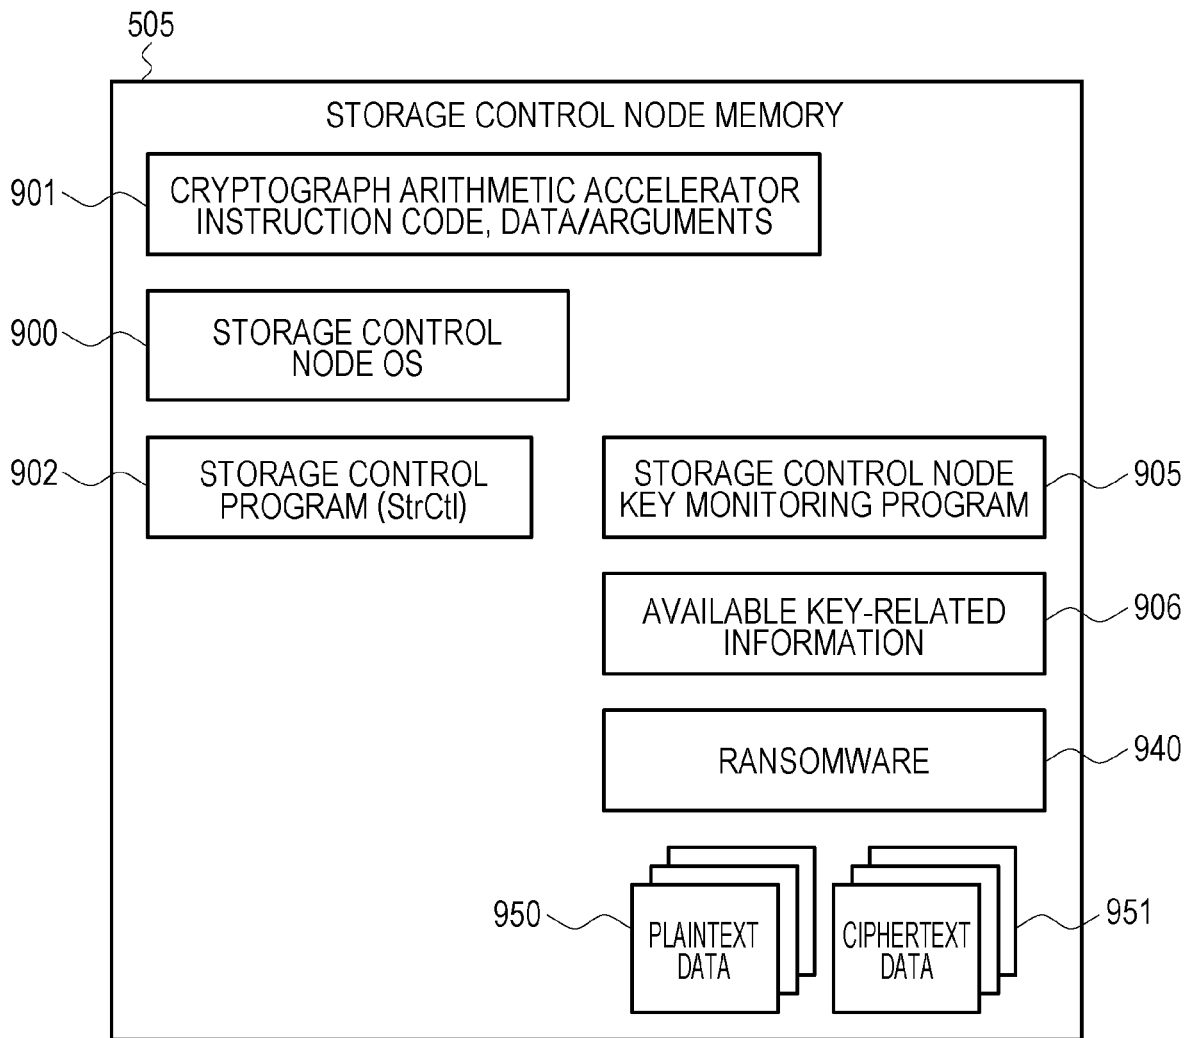 505
STORAGE CONTROL NODE MEMORY
901
CRYPTOGRAPH ARITHMETIC ACCELERATOR
INSTRUCTION CODE, DATA/ARGUMENTS
900
STORAGE CONTROL
NODE OS
902
STORAGE CONTROL
PROGRAM (StrCtl)
STORAGE CONTROL NODE
KEY MONITORING PROGRAM
905
AVAILABLE KEY-RELATED
INFORMATION
906
RANSOMWARE
940
950
PLAINTEXT
DATA
CIPHERTEXT
DATA
951